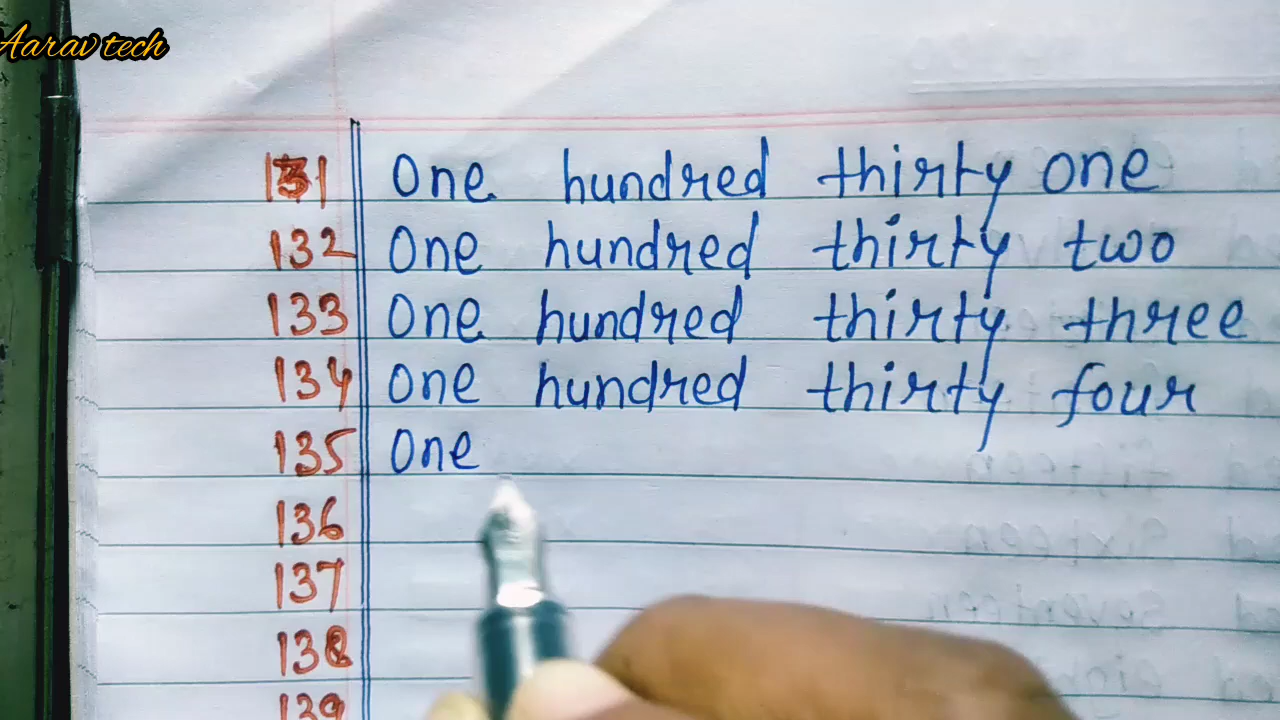 Aarav tech
131 One hundred thirty one
132 One hundred thirty two
133 One hundred thirty three
134 One hundred thirty four
135 One
136
137
138
139